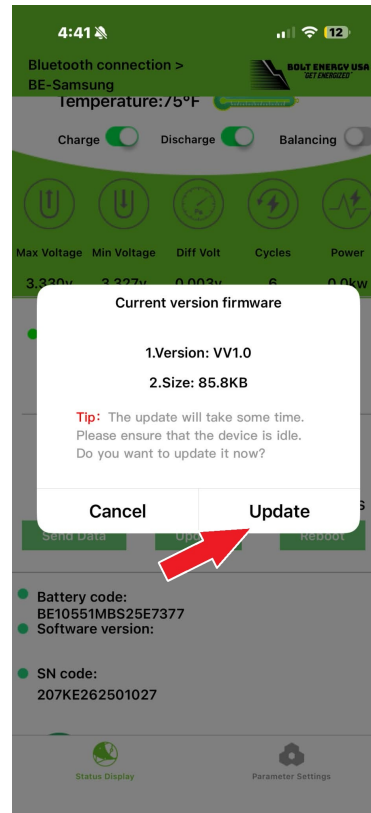 4:41
12
Bluetooth connection >
BE-Samsung
BOLT ENERGY USA
"GET ENERGIZED"
Temperature:75°F
Charge
Discharge
Balancing
Max Voltage
Min Voltage
Diff Volt
Cycles
Power
3.330v
3.327v
0.003v
6
0.0kw
Current version firmware
1.Version: VV1.0
2.Size: 85.8KB
Tip: The update will take some time.
Please ensure that the device is idle.
Do you want to update it now?
Cancel
Update
s
Send Data
Reboot
Battery code:
BE10551MBS25E7377
Software version:
SN code:
207KE262501027
Status Display
Parameter Settings